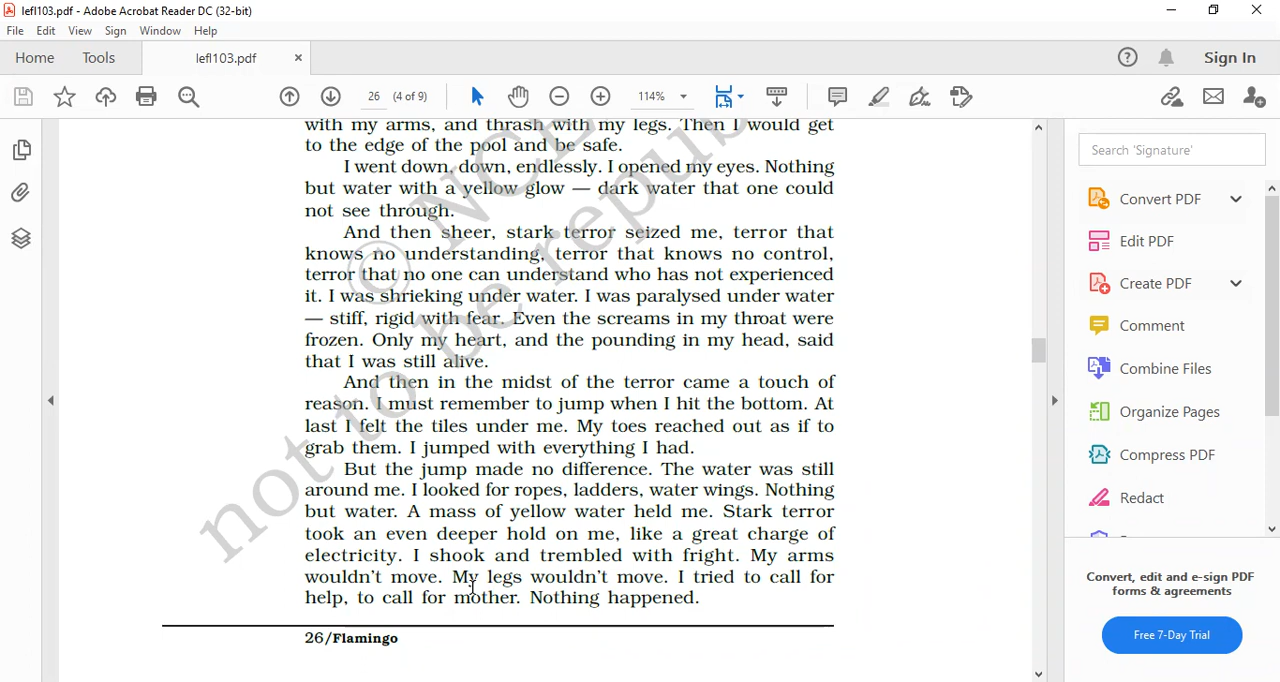 lefl103.pdf - Adobe Acrobat Reader DC (32-bit)
File Edit View Sign Window Help
Home Tools lefl103.pdf × Sign In
26 (4 of 9) 114%
with my arms, and thrash with my legs. Then I would get
to the edge of the pool and be safe.
I went down, down, endlessly. I opened my eyes. Nothing
but water with a yellow glow — dark water that one could
not see through.
And then sheer, stark terror seized me, terror that
knows no understanding, terror that knows no control,
terror that no one can understand who has not experienced
it. I was shrieking under water. I was paralysed under water
— stiff, rigid with fear. Even the screams in my throat were
frozen. Only my heart, and the pounding in my head, said
that I was still alive.
And then in the midst of the terror came a touch of
reason. I must remember to jump when I hit the bottom. At
last I felt the tiles under me. My toes reached out as if to
grab them. I jumped with everything I had.
But the jump made no difference. The water was still
around me. I looked for ropes, ladders, water wings. Nothing
but water. A mass of yellow water held me. Stark terror
took an even deeper hold on me, like a great charge of
electricity. I shook and trembled with fright. My arms
wouldn't move. My legs wouldn't move. I tried to call for
help, to call for mother. Nothing happened.
26/Flamingo
© NCE
not to be republ
Search 'Signature'
Convert PDF
Edit PDF
Create PDF
Comment
Combine Files
Organize Pages
Compress PDF
Redact
Convert, edit and e-sign PDF
forms & agreements
Free 7-Day Trial